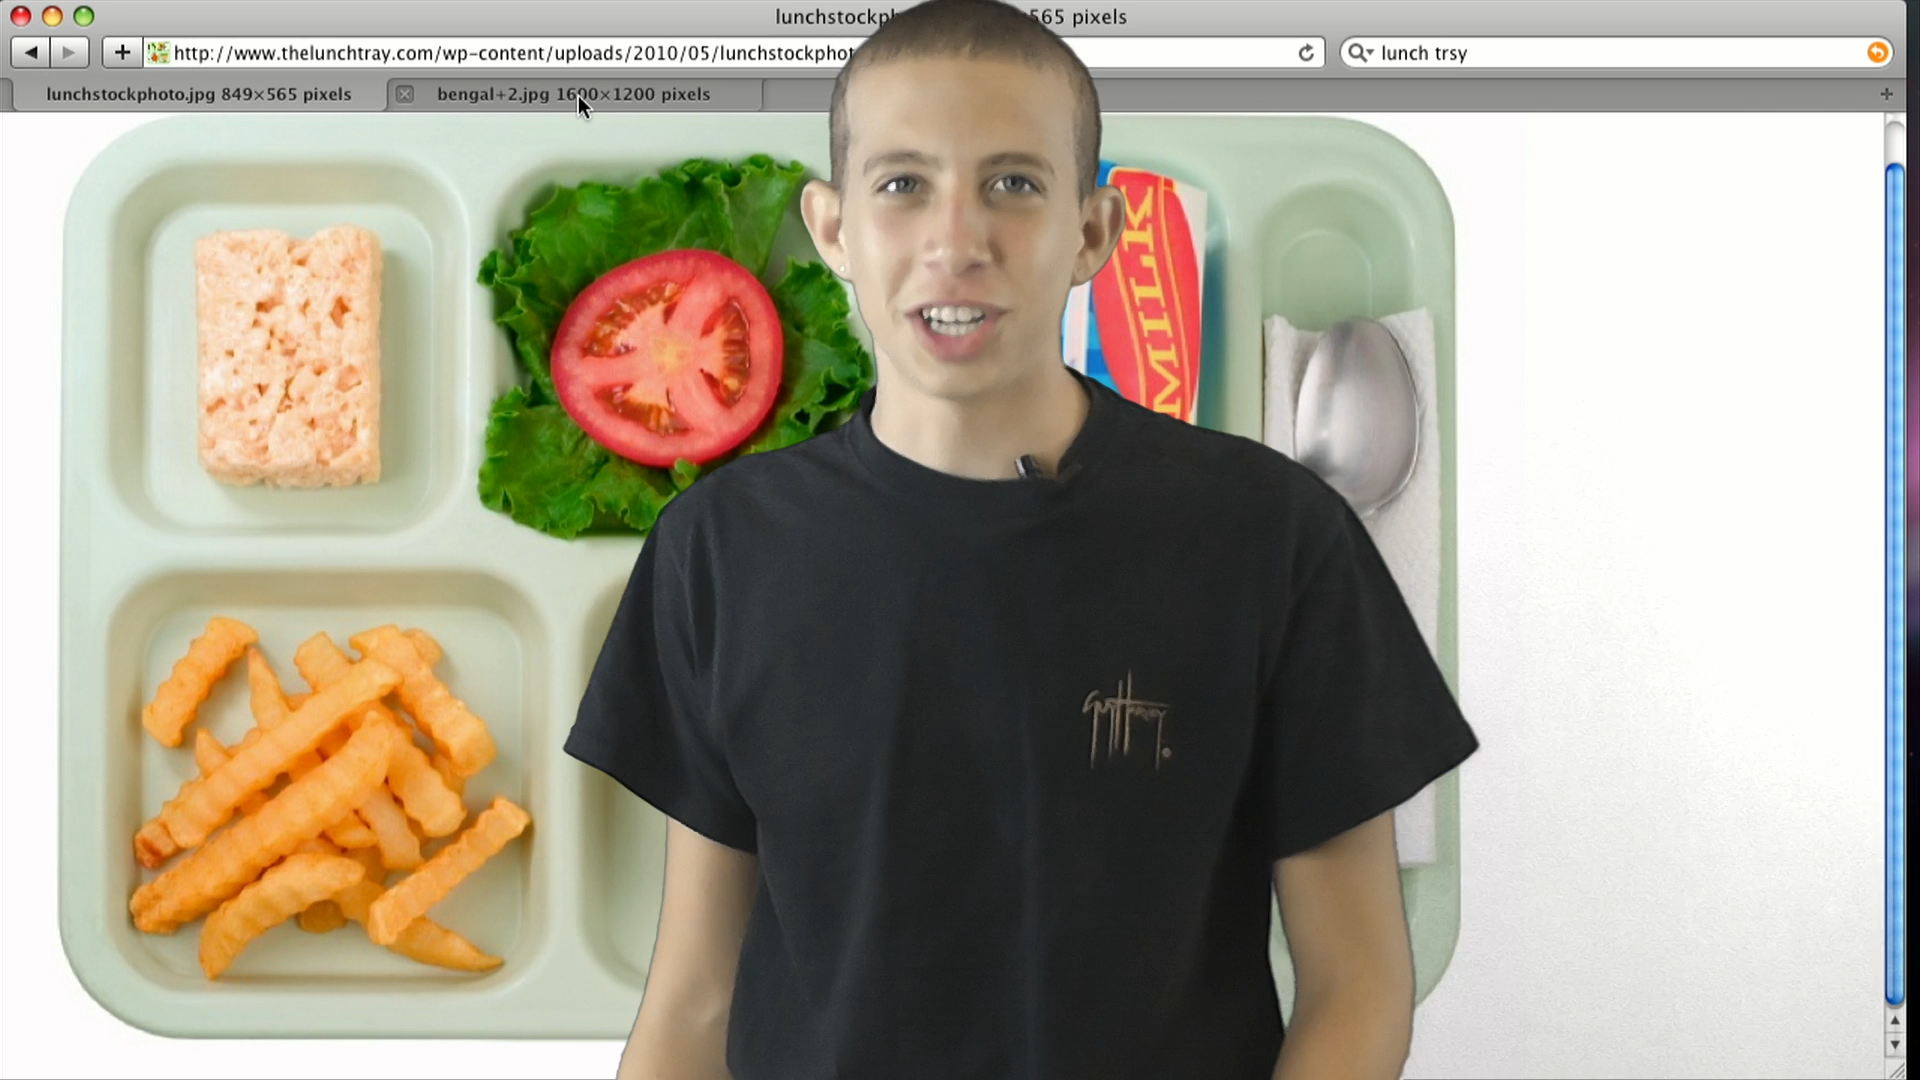 lunchstockph 565 pixels
http://www.thelunchtray.com/wp-content/uploads/2010/05/lunchstockphot
lunch trsy
lunchstockphoto.jpg 849×565 pixels
bengal+2.jpg 1600×1200 pixels
MILK